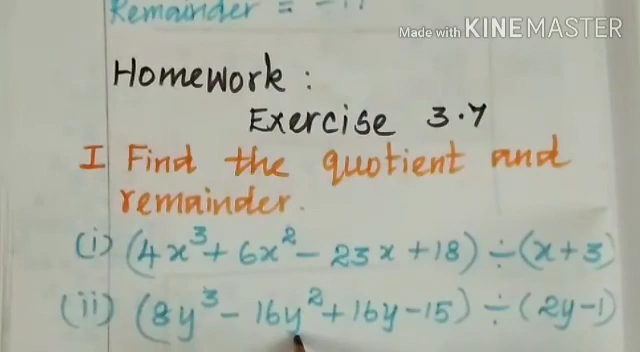 Remainder = -11
Made with KINEMASTER
Homework :
Exercise 3.7
I Find the quotient and
remainder.
(i) (4x³ + 6x² - 23x + 18) ÷ (x+3)
(ii) (8y³ - 16y² + 16y - 15) ÷ (2y-1)